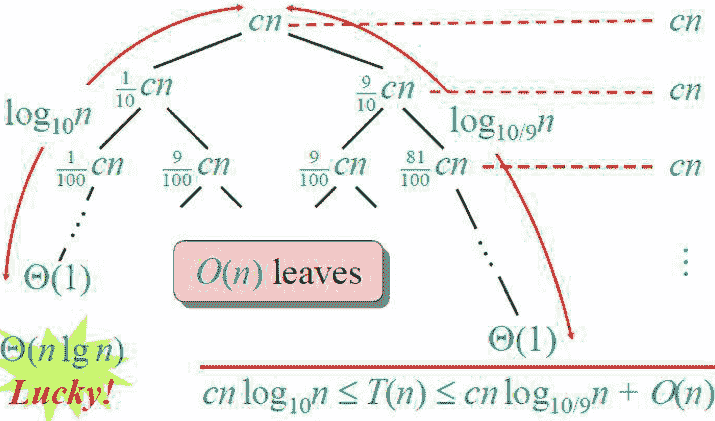 cn cn
1/10 cn 9/10 cn cn
log₁₀n log₁₀/₉n
1/100 cn 9/100 cn 9/100 cn 81/100 cn cn
⋮
Θ(1) O(n) leaves
Θ(1)
Θ(n lg n)
Lucky!
cn log₁₀n ≤ T(n) ≤ cn log₁₀/₉n + O(n)